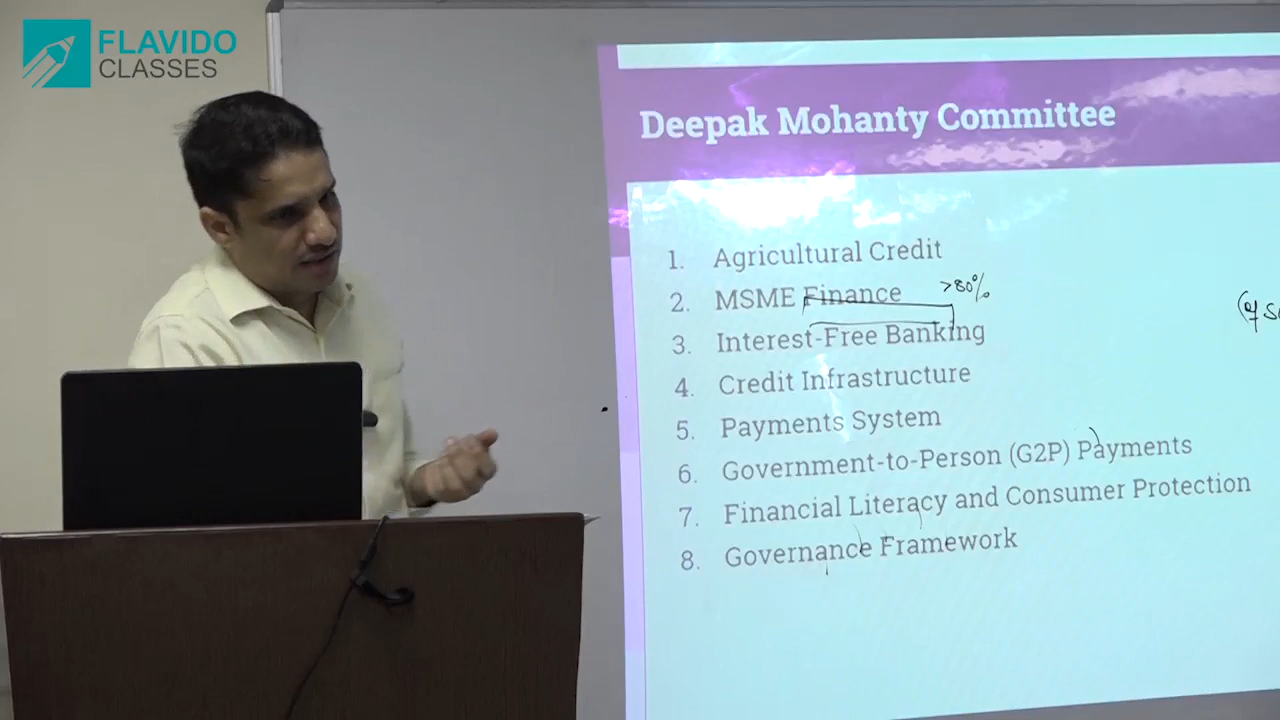 FLAVIDO
CLASSES
Deepak Mohanty Committee
1. Agricultural Credit
2. MSME Finance >80%
3. Interest-Free Banking
4. Credit Infrastructure
5. Payments System
6. Government-to-Person (G2P) Payments
7. Financial Literacy and Consumer Protection
8. Governance Framework